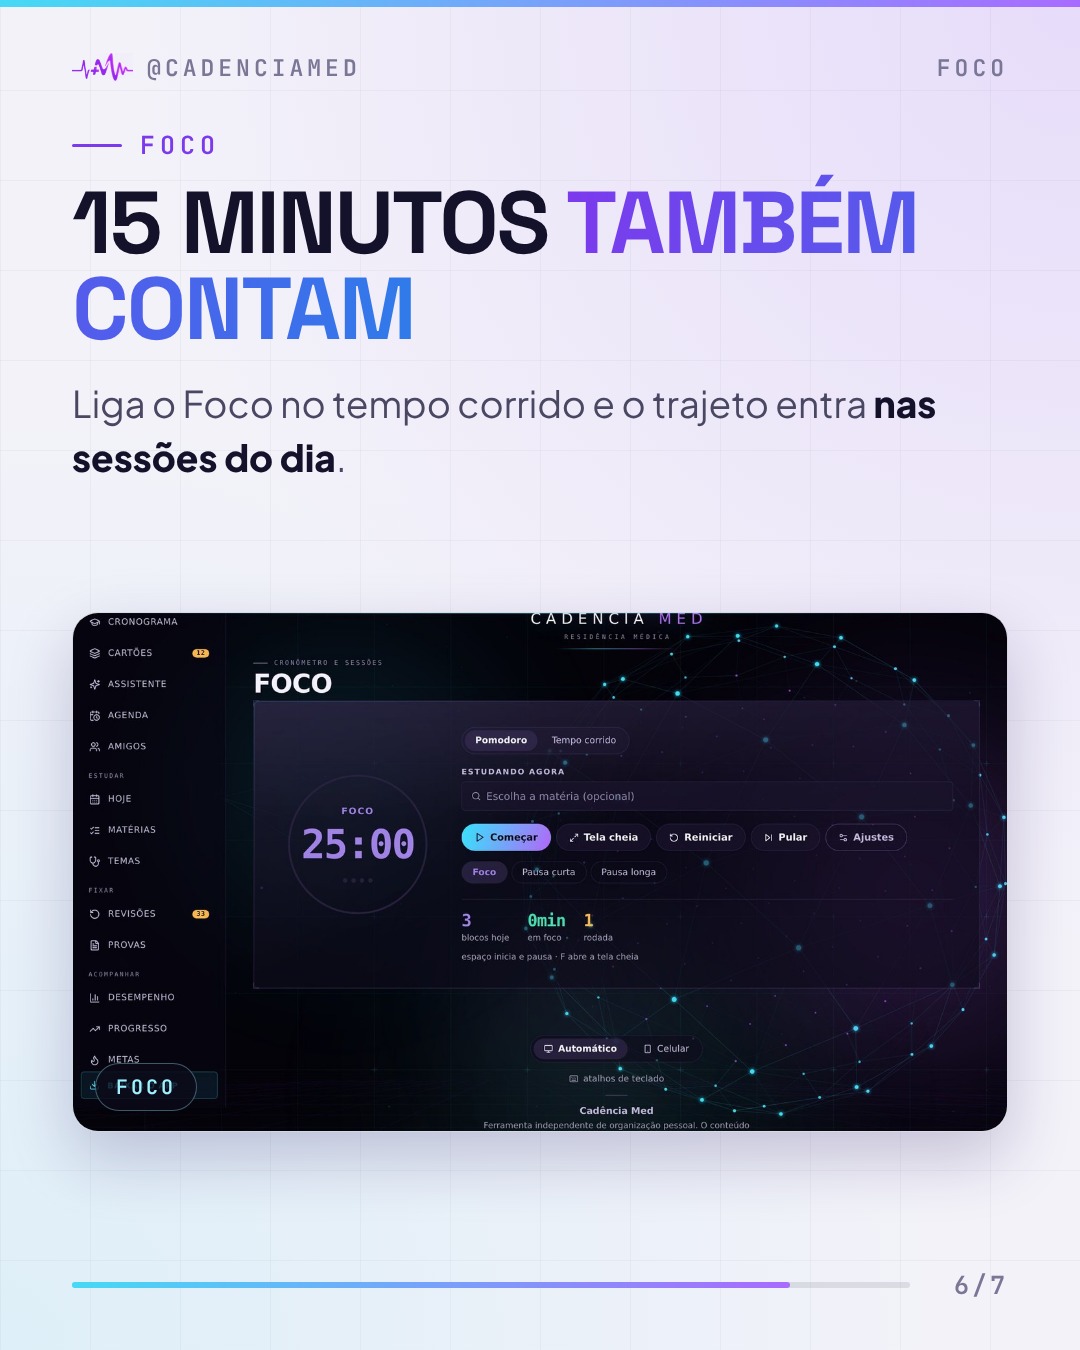 @CADENCIAMED
FOCO
FOCO
15 MINUTOS TAMBÉM
CONTAM
Liga o Foco no tempo corrido e o trajeto entra nas
sessões do dia.
CRONOGRAMA
CARTÕES 12
ASSISTENTE
AGENDA
AMIGOS
ESTUDAR
HOJE
MATÉRIAS
TEMAS
FIXAR
REVISÕES 33
PROVAS
ACOMPANHAR
DESEMPENHO
PROGRESSO
METAS
FOCO
CADENCIA MED
RESIDÊNCIA MÉDICA
CRONÔMETRO E SESSÕES
FOCO
FOCO
25:00
Pomodoro Tempo corrido
ESTUDANDO AGORA
Escolha a matéria (opcional)
Começar Tela cheia Reiniciar Pular Ajustes
Foco Pausa curta Pausa longa
3 0min 1
blocos hoje em foco · rodada
espaço inicia e pausa · F abre a tela cheia
Automático Celular
atalhos de teclado
Cadência Med
Ferramenta independente de organização pessoal. O conteúdo
6/7